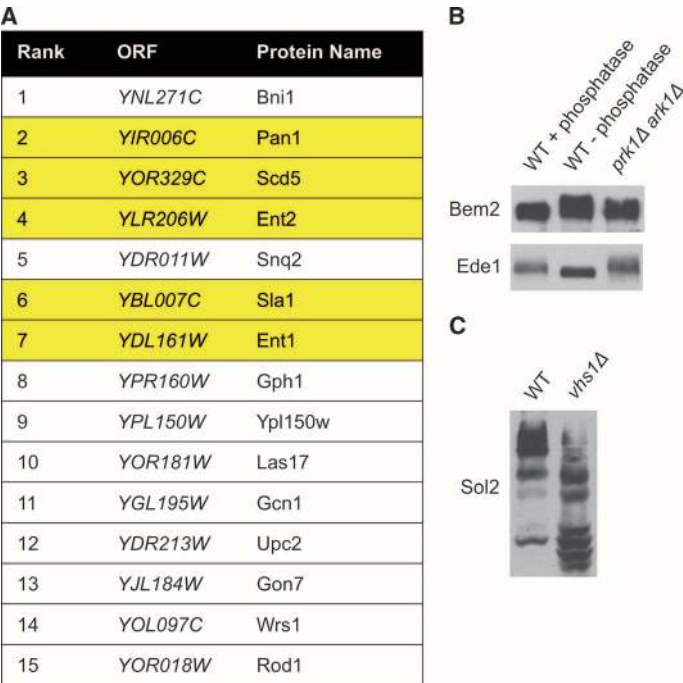 A
Rank ORF Protein Name
1 YNL271C Bni1
2 YIR006C Pan1
3 YOR329C Scd5
4 YLR206W Ent2
5 YDR011W Snq2
6 YBL007C Sla1
7 YDL161W Ent1
8 YPR160W Gph1
9 YPL150W Ypl150w
10 YOR181W Las17
11 YGL195W Gcn1
12 YDR213W Upc2
13 YJL184W Gon7
14 YOL097C Wrs1
15 YOR018W Rod1
B
WT + phosphatase
WT - phosphatase
prk1Δ ark1Δ
Bem2
Ede1
C
WT
vhs1Δ
Sol2